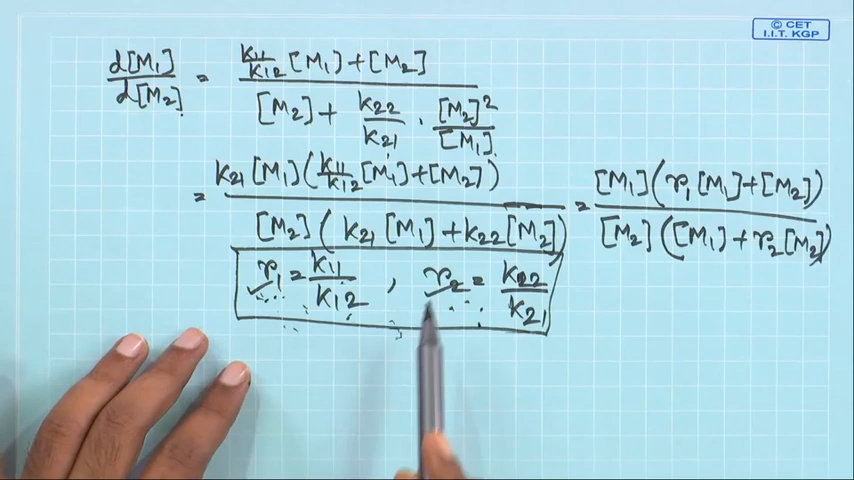 © CET
I.I.T. KGP
d[M₁]/d[M₂] = (k₁₁/k₁₂ [M₁] + [M₂]) / ([M₂] + k₂₂/k₂₁ · [M₂]²/[M₁])
= k₂₁[M₁](k₁₁/k₁₂ [M₁] + [M₂]) / [M₂](k₂₁[M₁] + k₂₂[M₂]) = [M₁](r₁[M₁] + [M₂]) / [M₂]([M₁] + r₂[M₂])
r₁ = k₁₁/k₁₂ , r₂ = k₂₂/k₂₁